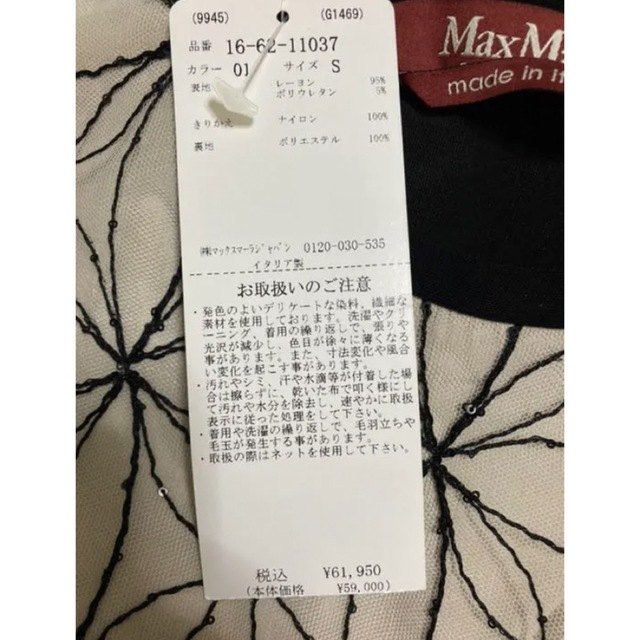 (9945) (G1469)
品番 16-62-11037
カラー 01 サイズ S
表地 レーヨン 95%
ポリウレタン 5%
きりかえ ナイロン 100%
裏地 ポリエステル 100%
㈱マックスマーラジャパン 0120-030-535
イタリア製
お取扱いのご注意
・発色のよいデリケートな染料、繊細な
素材を使用しております。洗濯やクリ
ーニング、着用の繰り返しで、張りや
光沢が減少し、色目が徐々に薄くなる
事があります。また、寸法変化や風合
い変化を起こす事があります。
・汚れやシミ、汗や水滴等が付着した場
合は擦らずに、乾いた布で叩く様にし
て汚れや水分を除去し、速やかに取扱
表示に従った処理をして下さい。
・着用や洗濯の繰り返しで、毛羽立ちや
毛玉が発生する事があります。
・取扱の際はネットを使用して下さい。
税込 ¥61,950
(本体価格 ¥59,000)
MaxM
made in it